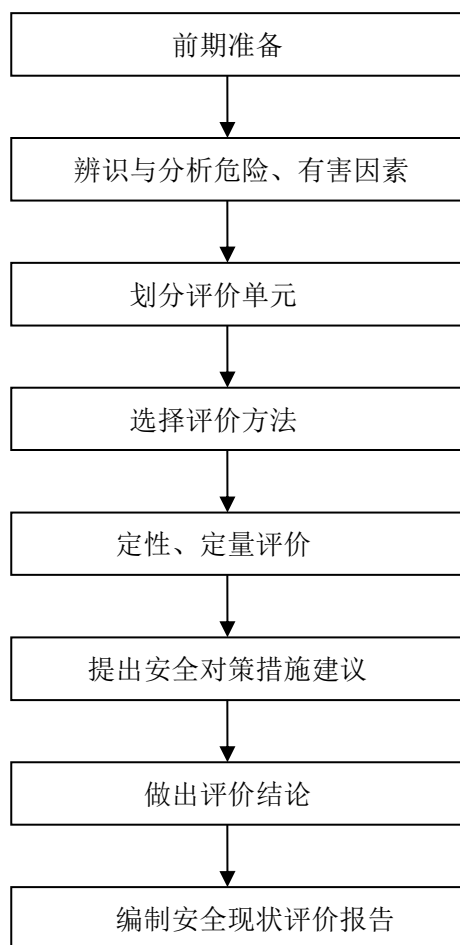 前期准备
辨识与分析危险、有害因素
划分评价单元
选择评价方法
定性、定量评价
提出安全对策措施建议
做出评价结论
编制安全现状评价报告